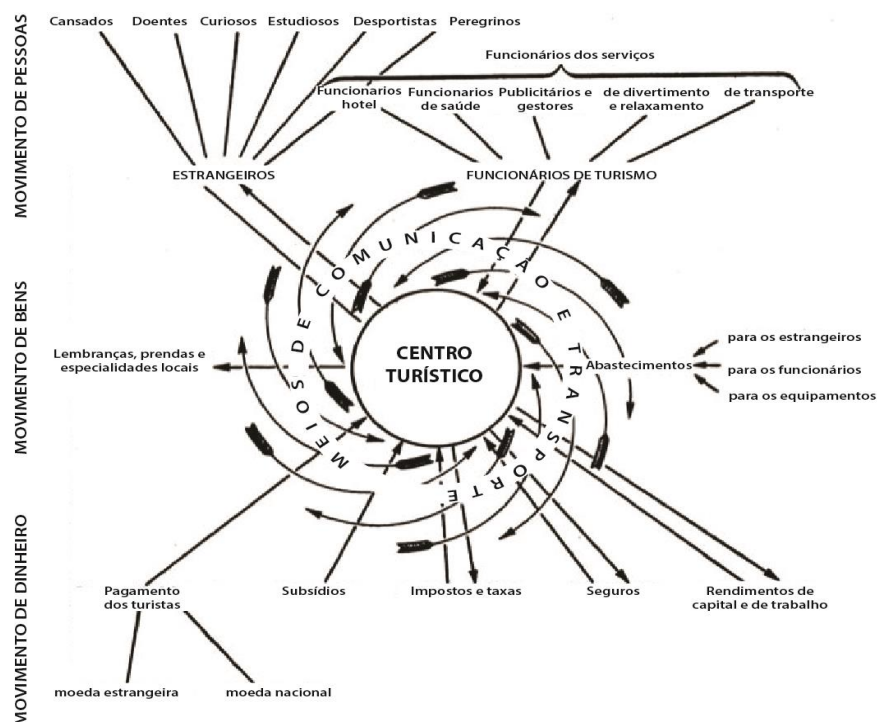 MOVIMENTO DE PESSOAS
Cansados
Doentes
Curiosos
Estudiosos
Desportistas
Peregrinos
Funcionários dos serviços
Funcionarios
hotel
Funcionarios
de saúde
Publicitários e
gestores
de divertimento
e relaxamento
de transporte
ESTRANGEIROS
FUNCIONÁRIOS DE TURISMO
MOVIMENTO DE BENS
MEIOS DE COMUNICAÇÃO E TRANSPORTE
CENTRO
TURÍSTICO
Lembranças, prendas e
especialidades locais
Abastecimentos
para os estrangeiros
para os funcionários
para os equipamentos
MOVIMENTO DE DINHEIRO
Pagamento
dos turistas
Subsídios
Impostos e taxas
Seguros
Rendimentos de
capital e de trabalho
moeda estrangeira
moeda nacional